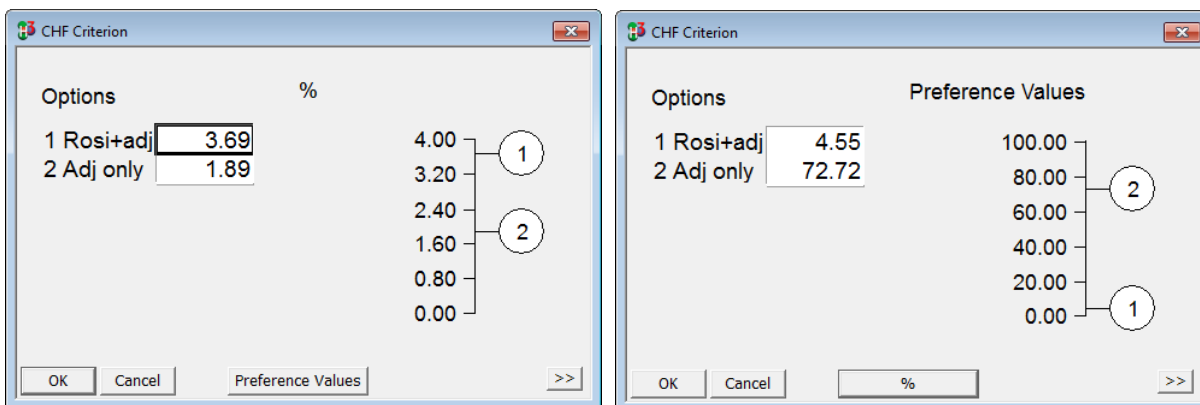 CHF Criterion
Options %
1 Rosi+adj 3.69
2 Adj only 1.89
4.00
3.20
2.40
1.60
0.80
0.00
1
2
OK Cancel Preference Values >>
CHF Criterion
Options Preference Values
1 Rosi+adj 4.55
2 Adj only 72.72
100.00
80.00
60.00
40.00
20.00
0.00
2
1
OK Cancel % >>